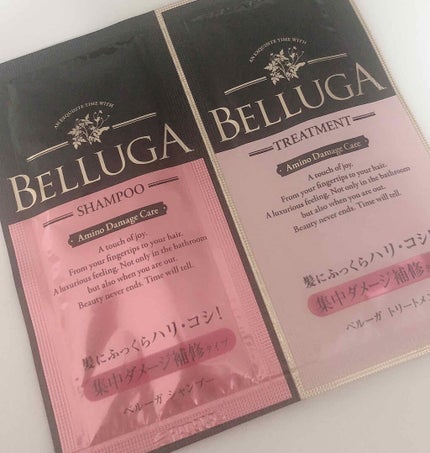 AN EXQUISITE TIME WITH
BELLUGA
SHAMPOO
Amino Damage Care
A touch of joy.
From your fingertips to your hair.
A luxurious feeling. Not only in the bathroom
but also when you are out.
Beauty never ends. Time will tell.
髪にふっくらハリ・コシ!
集中ダメージ補修タイプ
ベルーガ シャンプー
AN EXQUISITE TIME WITH
BELLUGA
TREATMENT
Amino Damage Care
A touch of joy.
From your fingertips to your hair.
A luxurious feeling. Not only in the bathroom
but also when you are out.
Beauty never ends. Time will tell.
髪にふっくらハリ・コシ!
集中ダメージ補修
ベルーガ トリートメン